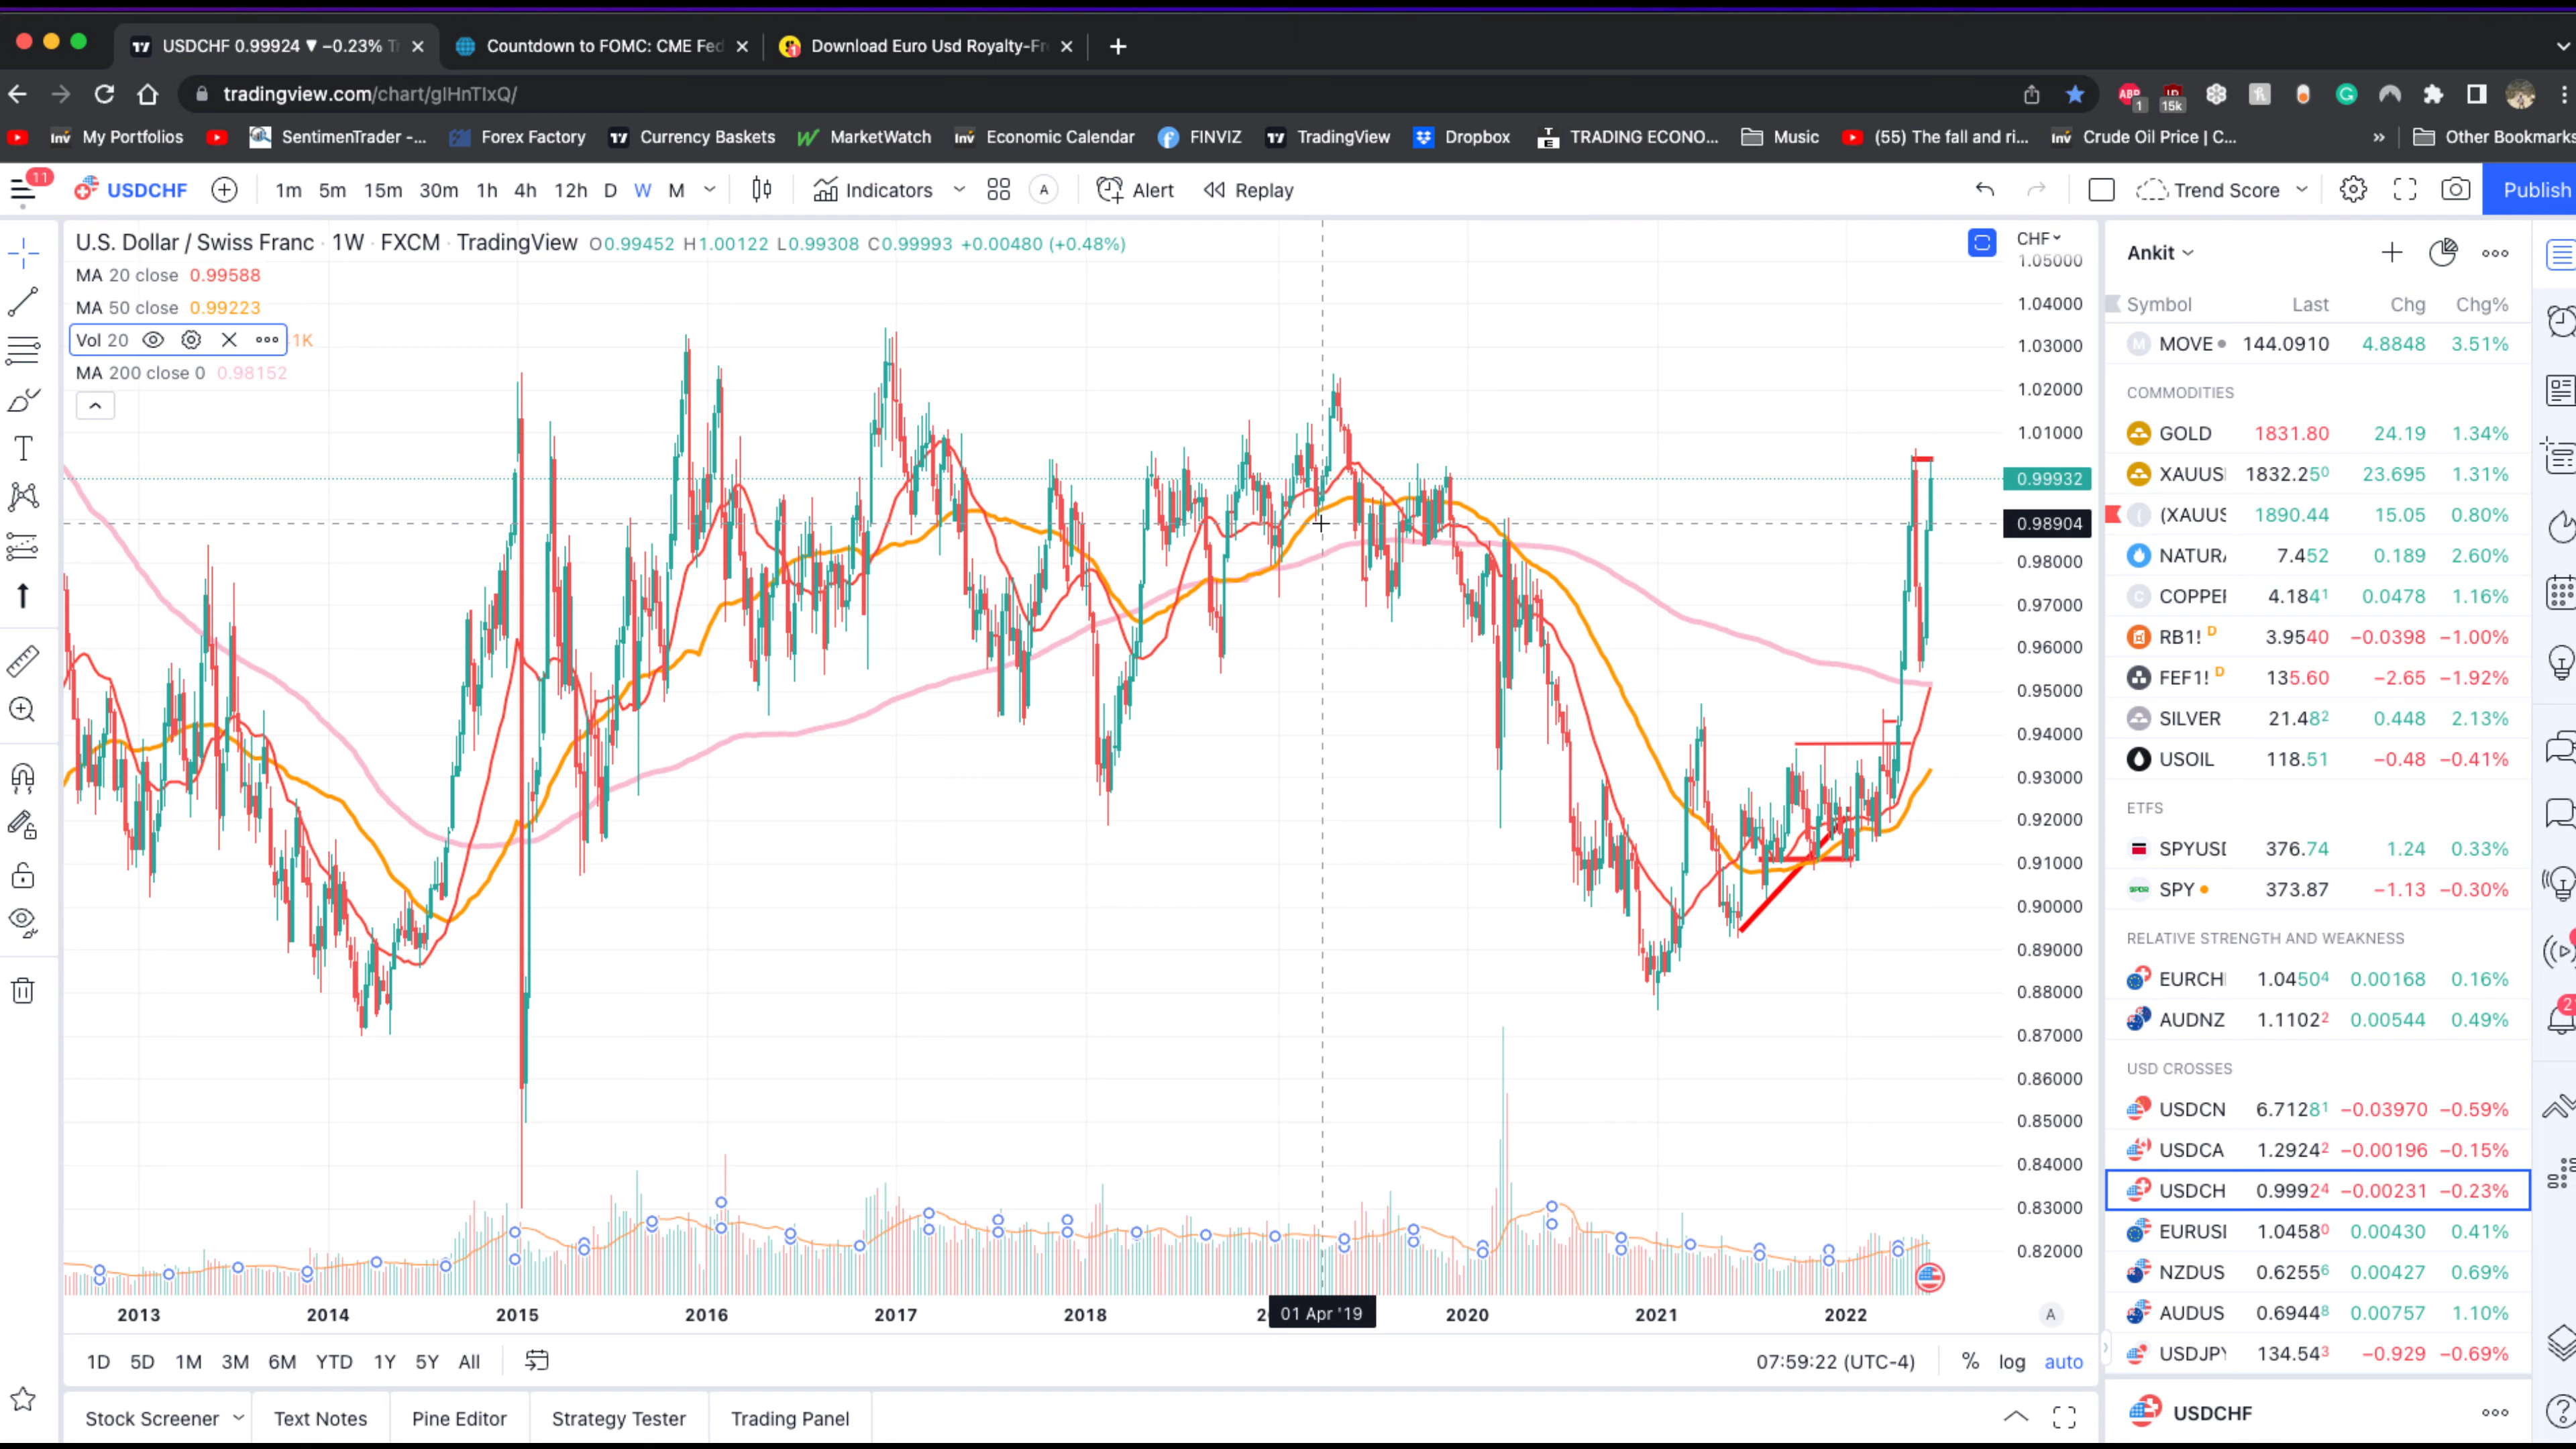 USDCHF 0.99924 ▼ −0.23% Tr
Countdown to FOMC: CME Fed
Download Euro Usd Royalty-Fr
tradingview.com/chart/glHnTIxQ/
ABP 1 15k
My Portfolios SentimenTrader -... Forex Factory Currency Baskets MarketWatch Inv Economic Calendar FINVIZ TradingView Dropbox TRADING ECONO... Music (55) The fall and ri... Inv Crude Oil Price | C... » Other Bookmarks
11 USDCHF 1m 5m 15m 30m 1h 4h 12h D W M Indicators A Alert Replay Trend Score Publish
U.S. Dollar / Swiss Franc · 1W · FXCM · TradingView O0.99452 H1.00122 L0.99308 C0.99993 +0.00480 (+0.48%)
MA 20 close 0.99588
MA 50 close 0.99223
Vol 20 1K
MA 200 close 0 0.98152
CHF
1.05000
1.04000
1.03000
1.02000
1.01000
0.99932
0.98904
0.98000
0.97000
0.96000
0.95000
0.94000
0.93000
0.92000
0.91000
0.90000
0.89000
0.88000
0.87000
0.86000
0.85000
0.84000
0.83000
0.82000
2013 2014 2015 2016 2017 2018 2 01 Apr '19 2020 2021 2022 A
1D 5D 1M 3M 6M YTD 1Y 5Y All 07:59:22 (UTC-4) % log auto
Stock Screener Text Notes Pine Editor Strategy Tester Trading Panel
Ankit
Symbol Last Chg Chg%
MOVE 144.0910 4.8848 3.51%
COMMODITIES
GOLD 1831.80 24.19 1.34%
XAUUS 1832.250 23.695 1.31%
(XAUUS 1890.44 15.05 0.80%
NATUR 7.452 0.189 2.60%
COPPE 4.1841 0.0478 1.16%
RB1! D 3.9540 −0.0398 −1.00%
FEF1! D 135.60 −2.65 −1.92%
SILVER 21.482 0.448 2.13%
USOIL 118.51 −0.48 −0.41%
ETFS
SPYUSD 376.74 1.24 0.33%
SPY 373.87 −1.13 −0.30%
RELATIVE STRENGTH AND WEAKNESS
EURCH 1.04504 0.00168 0.16%
AUDNZ 1.11022 0.00544 0.49%
USD CROSSES
USDCN 6.71281 −0.03970 −0.59%
USDCA 1.29242 −0.00196 −0.15%
USDCH 0.99924 −0.00231 −0.23%
EURUS 1.04580 0.00430 0.41%
NZDUS 0.62556 0.00427 0.69%
AUDUS 0.69448 0.00757 1.10%
USDJP 134.543 −0.929 −0.69%
USDCHF